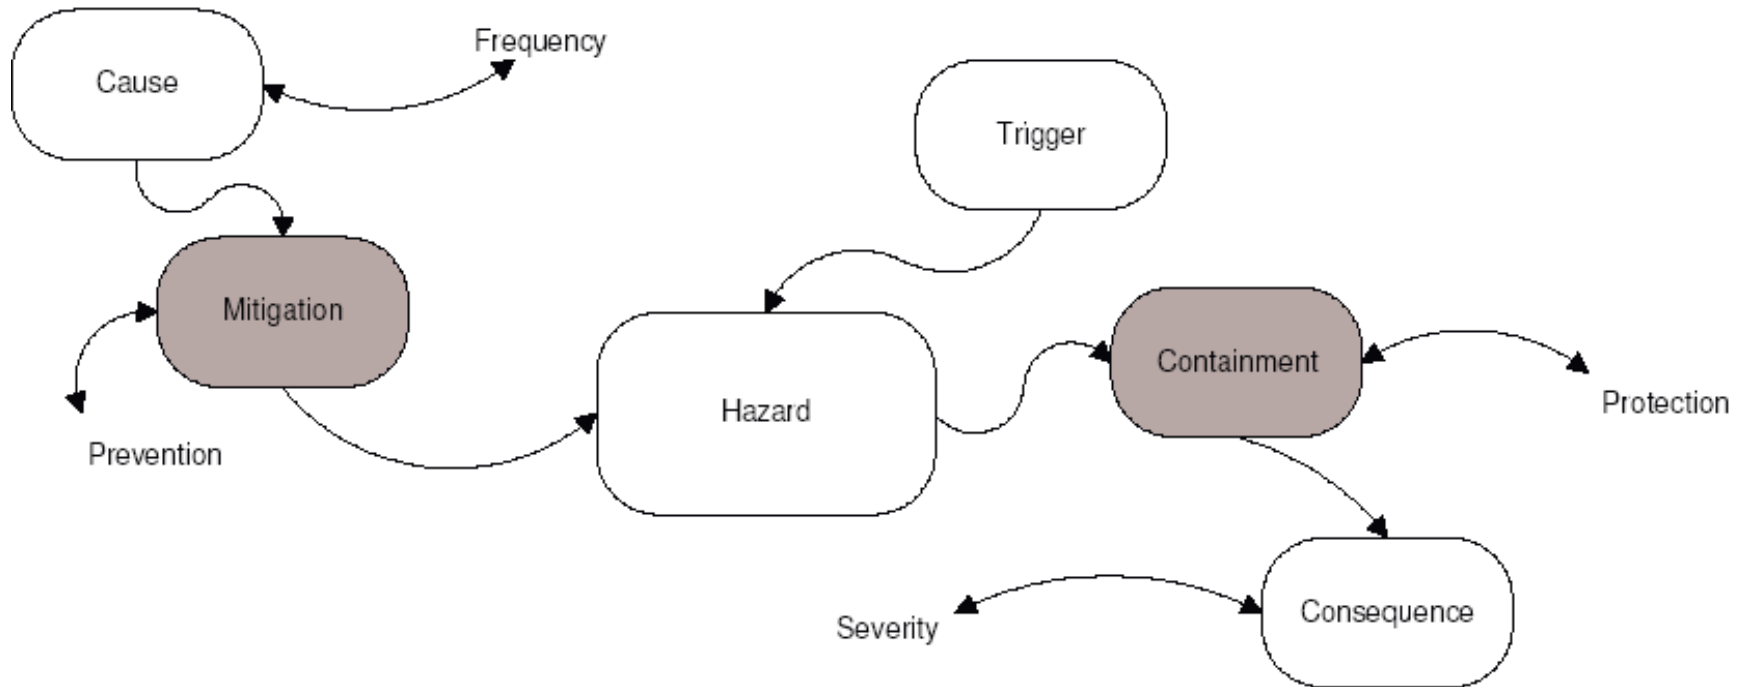 Frequency
Cause
Trigger
Mitigation
Containment
Protection
Hazard
Prevention
Consequence
Severity